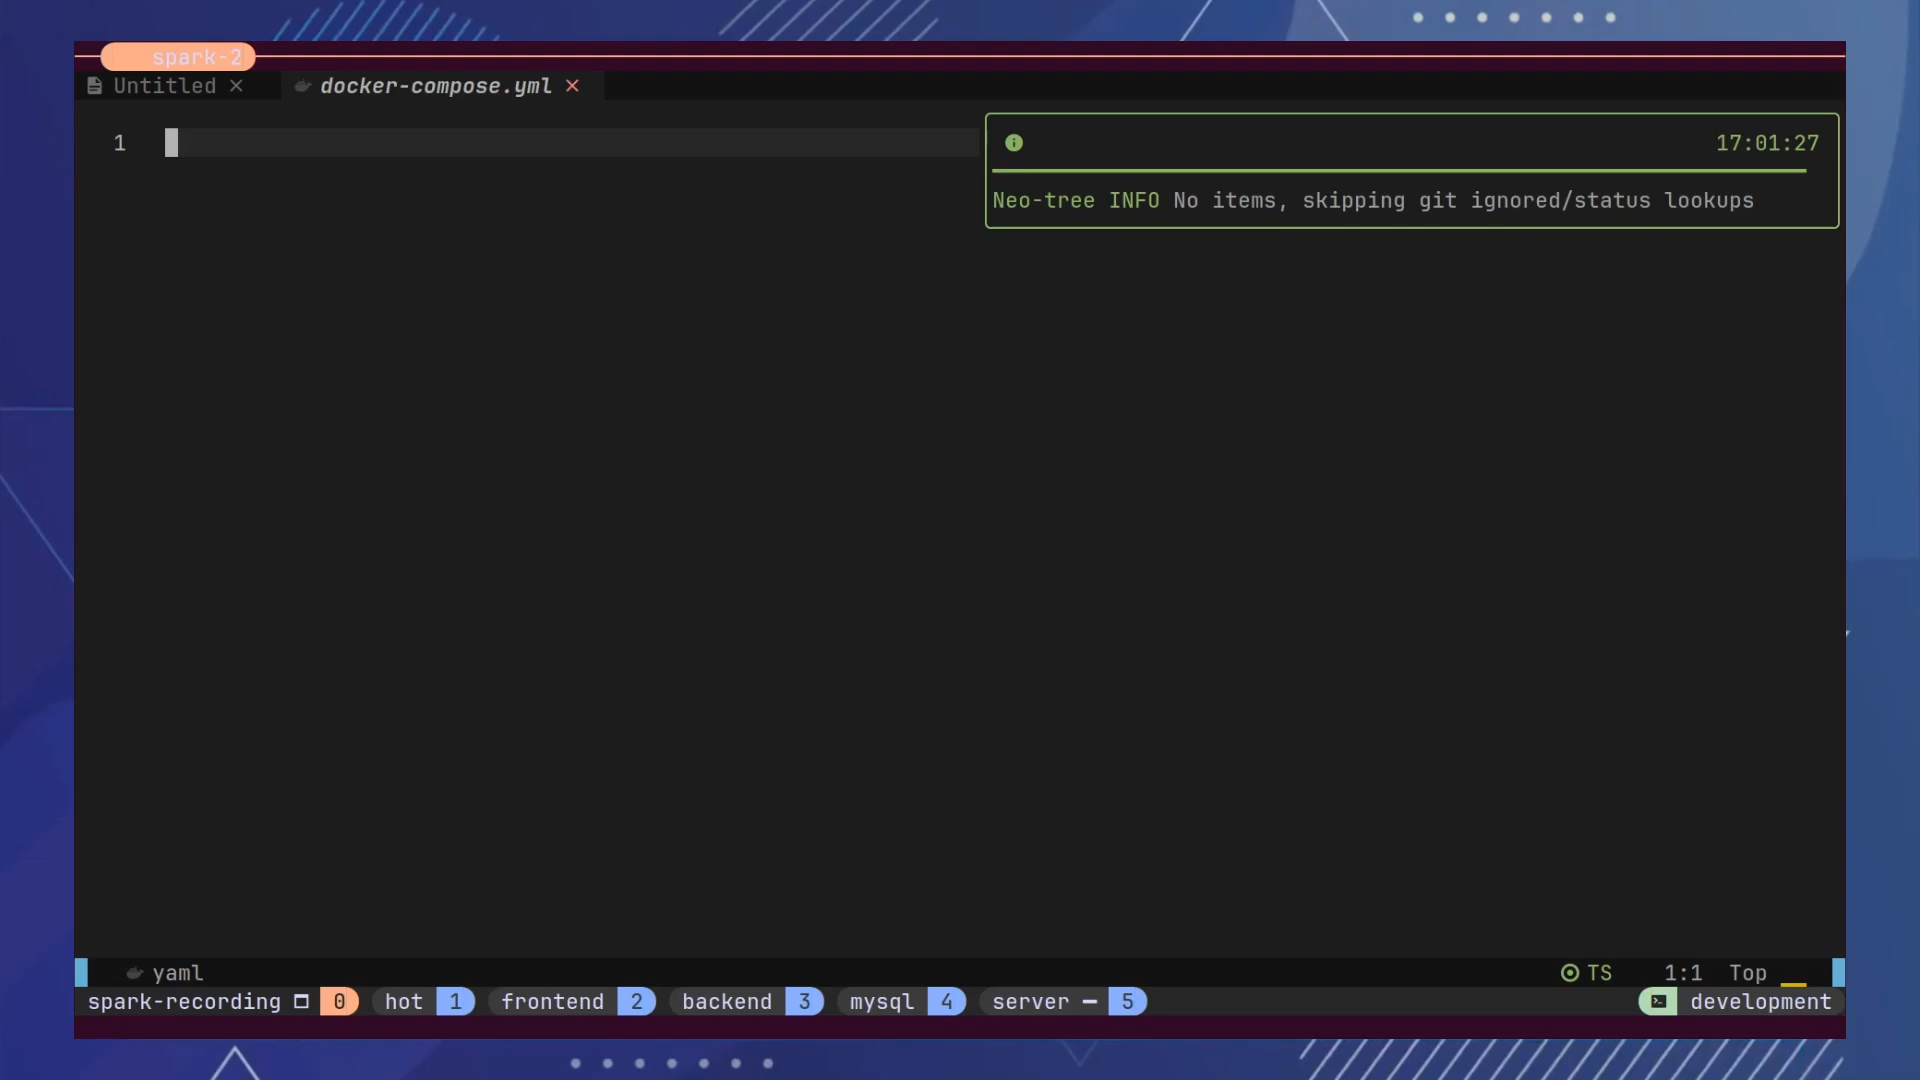 spark-2
Untitled × docker-compose.yml ×
1
17:01:27
Neo-tree INFO No items, skipping git ignored/status lookups
yaml TS 1:1 Top
spark-recording 0 hot 1 frontend 2 backend 3 mysql 4 server – 5 development